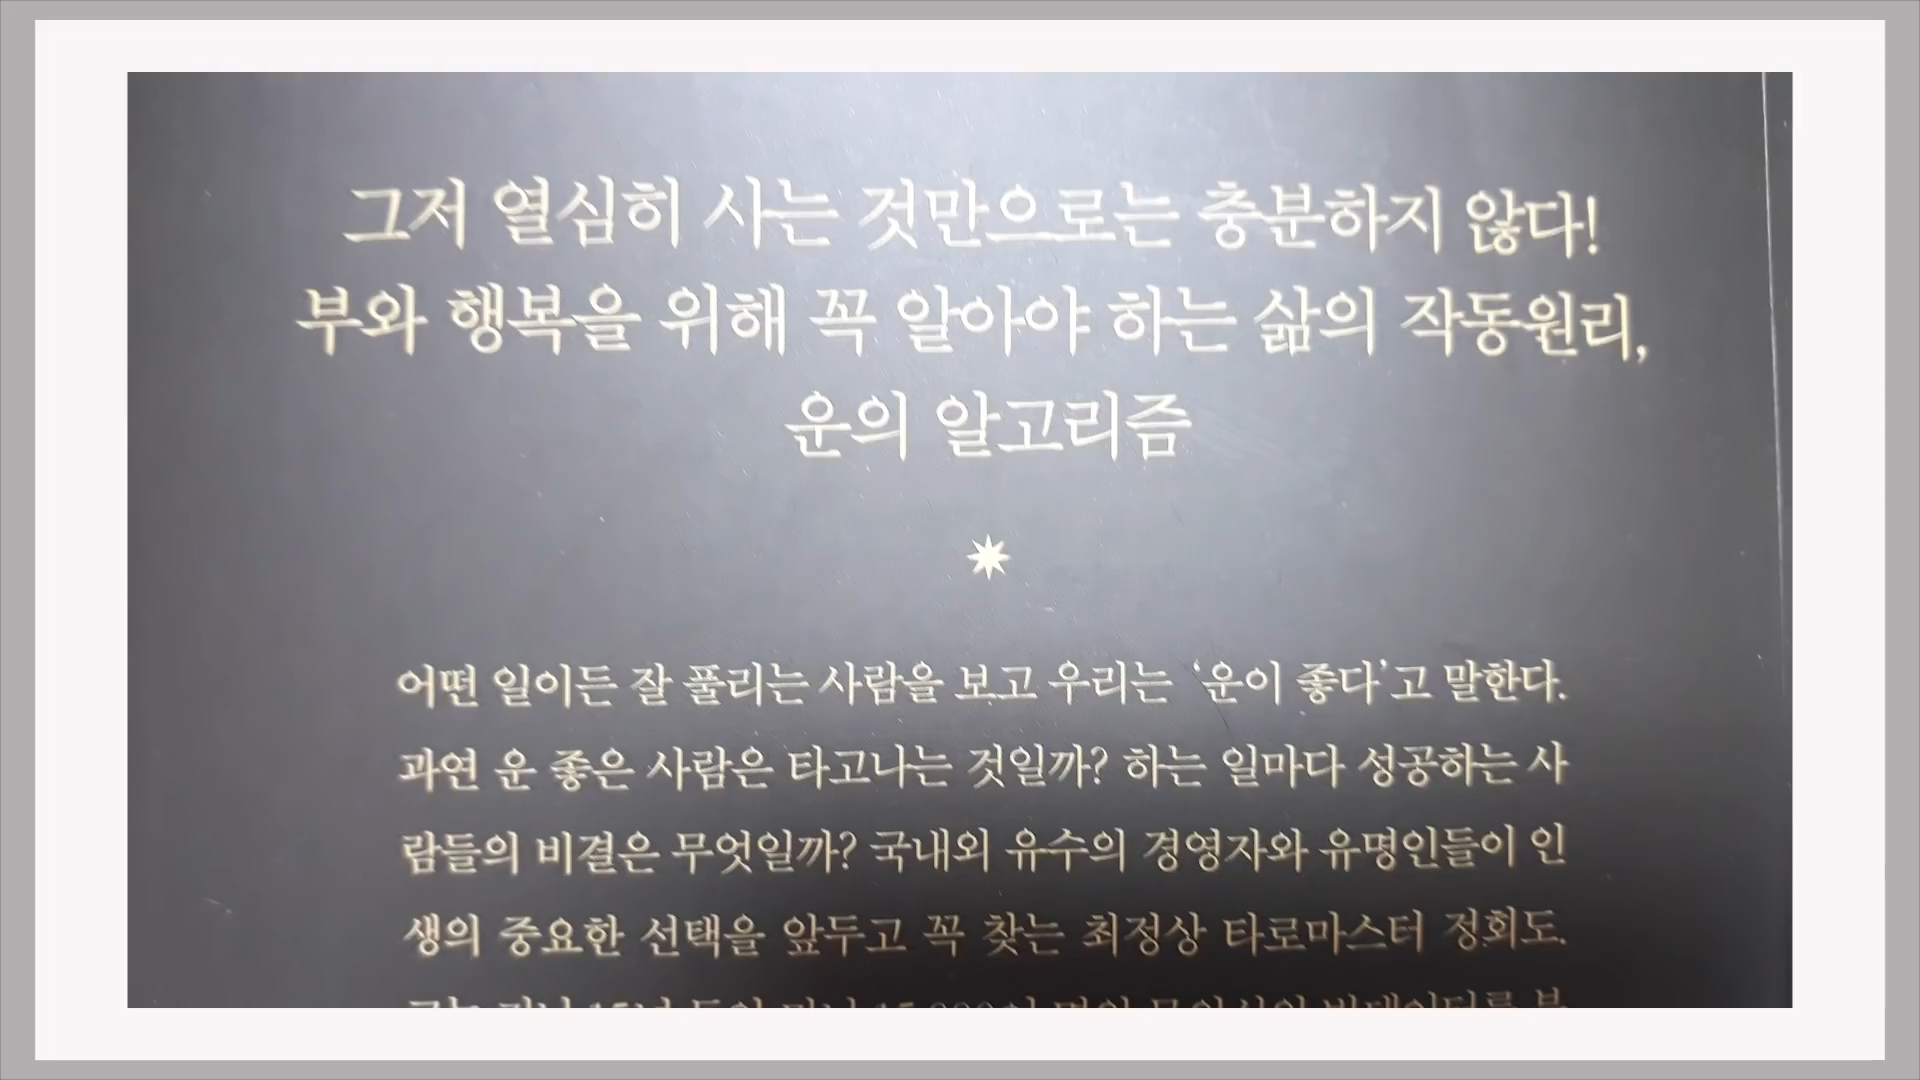 그저 열심히 사는 것만으로는 충분하지 않다!
부와 행복을 위해 꼭 알아야 하는 삶의 작동원리,
운의 알고리즘
어떤 일이든 잘 풀리는 사람을 보고 우리는 ‘운이 좋다’고 말한다.
과연 운 좋은 사람은 타고나는 것일까? 하는 일마다 성공하는 사
람들의 비결은 무엇일까? 국내외 유수의 경영자와 유명인들이 인
생의 중요한 선택을 앞두고 꼭 찾는 최정상 타로마스터 정회도.